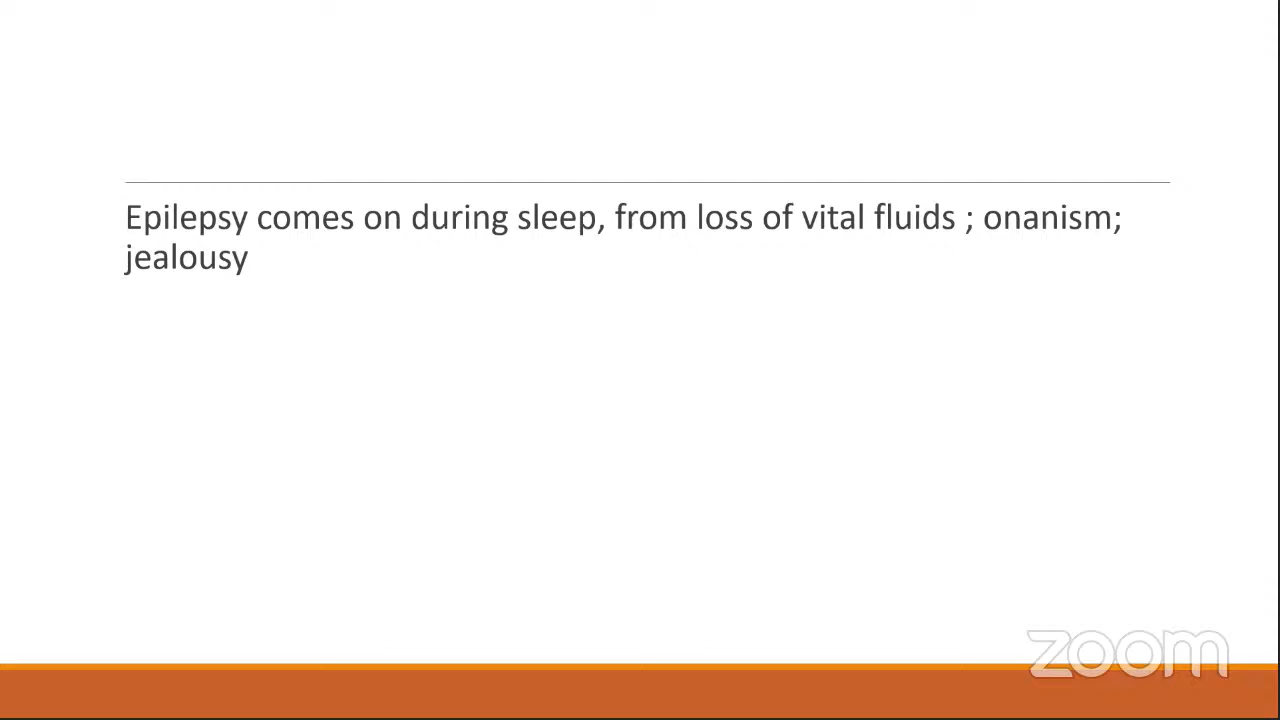 Epilepsy comes on during sleep, from loss of vital fluids ; onanism;
jealousy
zoom